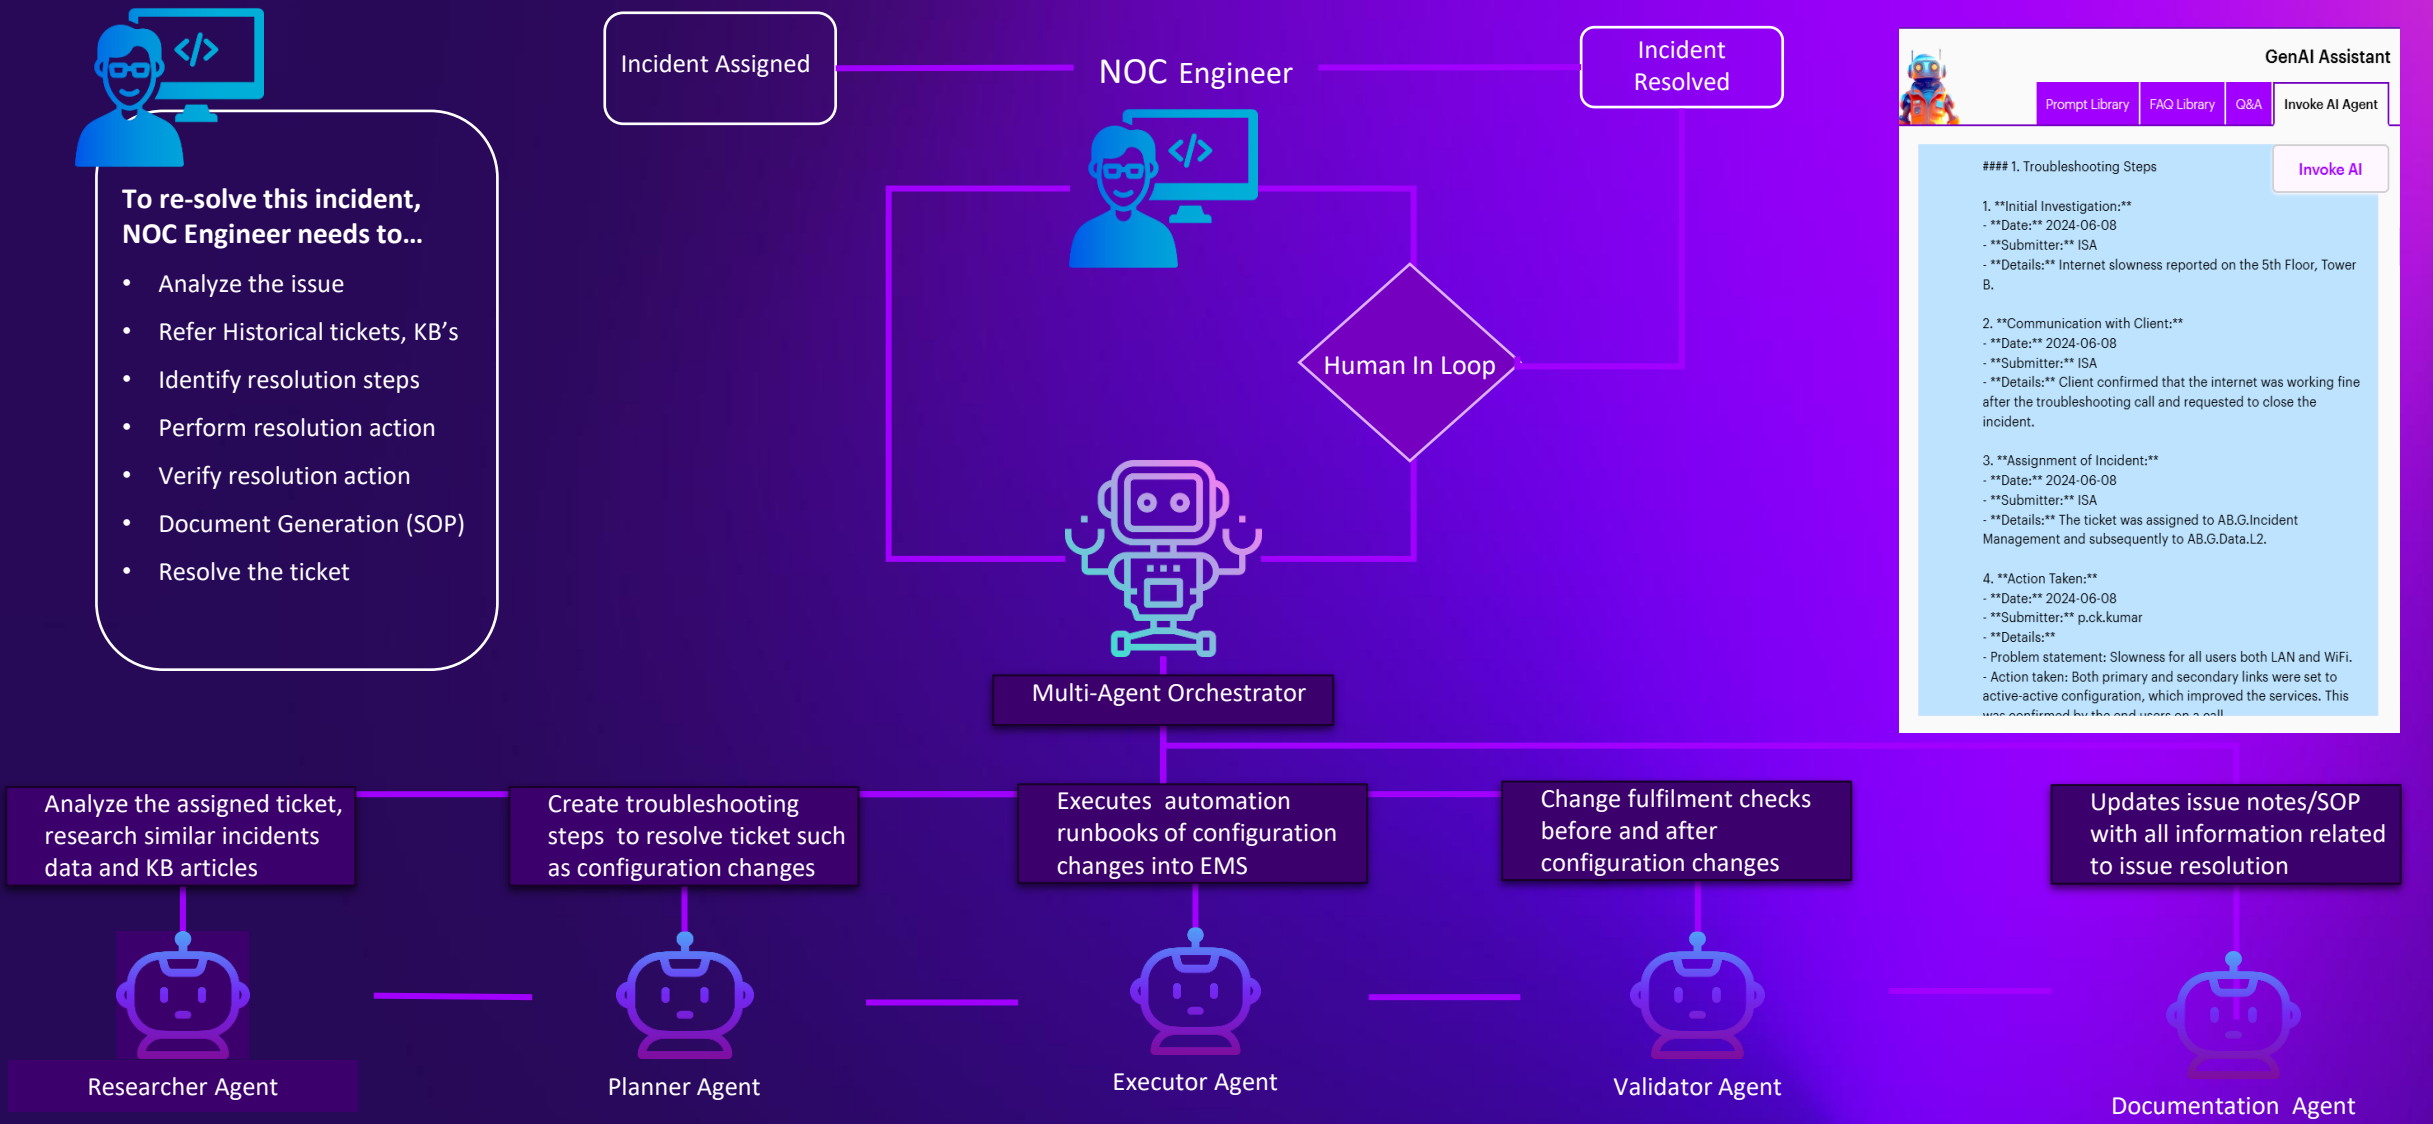 </>
To re-solve this incident,
NOC Engineer needs to...
• Analyze the issue
• Refer Historical tickets, KB’s
• Identify resolution steps
• Perform resolution action
• Verify resolution action
• Document Generation (SOP)
• Resolve the ticket
Incident Assigned
NOC Engineer
</>
Incident
Resolved
Human In Loop
Multi-Agent Orchestrator
GenAI Assistant
Prompt Library
FAQ Library
Q&A
Invoke AI Agent
Invoke AI
#### 1. Troubleshooting Steps
1. **Initial Investigation:**
- **Date:** 2024-06-08
- **Submitter:** ISA
- **Details:** Internet slowness reported on the 5th Floor, Tower
B.
2. **Communication with Client:**
- **Date:** 2024-06-08
- **Submitter:** ISA
- **Details:** Client confirmed that the internet was working fine
after the troubleshooting call and requested to close the
incident.
3. **Assignment of Incident:**
- **Date:** 2024-06-08
- **Submitter:** ISA
- **Details:** The ticket was assigned to AB.G.Incident
Management and subsequently to AB.G.Data.L2.
4. **Action Taken:**
- **Date:** 2024-06-08
- **Submitter:** p.ck.kumar
- **Details:**
- Problem statement: Slowness for all users both LAN and WiFi.
- Action taken: Both primary and secondary links were set to
active-active configuration, which improved the services. This
was confirmed by the end users on a call
Analyze the assigned ticket,
research similar incidents
data and KB articles
Create troubleshooting
steps to resolve ticket such
as configuration changes
Executes automation
runbooks of configuration
changes into EMS
Change fulfilment checks
before and after
configuration changes
Updates issue notes/SOP
with all information related
to issue resolution
Researcher Agent
Planner Agent
Executor Agent
Validator Agent
Documentation Agent